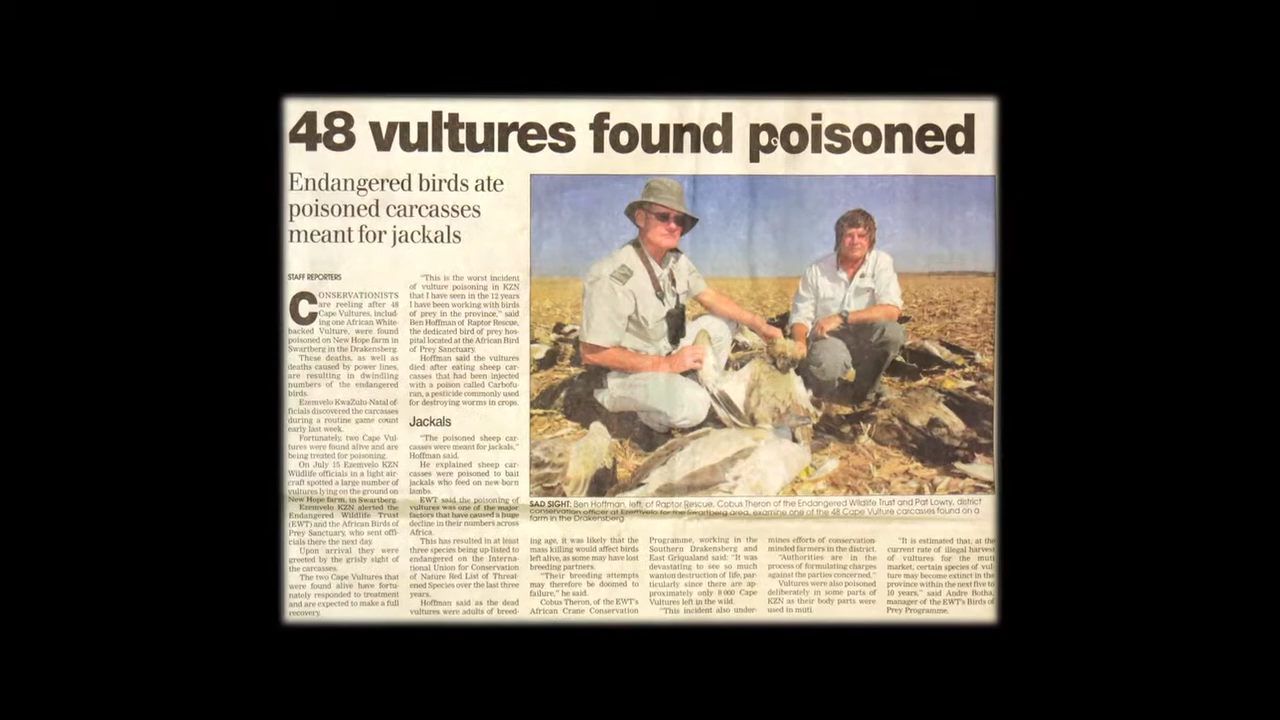 48 vultures found poisoned
Endangered birds ate
poisoned carcasses
meant for jackals
STAFF REPORTERS
CONSERVATIONISTS
are reeling after 48
Cape Vultures, includ-
ing one African White-
backed Vulture, were found
poisoned on New Hope farm in
Swartberg in the Drakensberg.
These deaths, as well as
deaths caused by power lines,
are resulting in dwindling
numbers of the endangered
birds.
Ezemvelo KwaZulu-Natal of-
ficials discovered the carcasses
during a routine game count
early last week.
Fortunately, two Cape Vul-
tures were found alive and are
being treated for poisoning.
On July 15 Ezemvelo KZN
Wildlife officials in a light air-
craft spotted a large number of
vultures lying on the ground on
New Hope farm, in Swartberg.
Ezemvelo KZN alerted the
Endangered Wildlife Trust
(EWT) and the African Birds of
Prey Sanctuary, who sent offi-
cials there the next day.
Upon arrival they were
greeted by the grisly sight of
the carcasses.
The two Cape Vultures that
were found alive have fortu-
nately responded to treatment
and are expected to make a full
recovery.
"This is the worst incident
of vulture poisoning in KZN
that I have seen in the 12 years
I have been working with birds
of prey in the province," said
Ben Hoffman of Raptor Rescue,
the dedicated bird of prey hos-
pital located at the African Bird
of Prey Sanctuary.
Hoffman said the vultures
died after eating sheep car-
casses that had been injected
with a poison called Carbofu-
ran, a pesticide commonly used
for destroying worms in crops.
Jackals
"The poisoned sheep car-
casses were meant for jackals,"
Hoffman said.
He explained sheep car-
casses were poisoned to bait
jackals who feed on new-born
lambs.
EWT said the poisoning of
vultures was one of the major
factors that have caused a huge
decline in their numbers across
Africa.
This has resulted in at least
three species being up-listed to
endangered on the Interna-
tional Union for Conservation
of Nature Red List of Threat-
ened Species over the last three
years.
Hoffman said as the dead
vultures were adults of breed-
SAD SIGHT: Ben Hoffman, left, of Raptor Rescue, Cobus Theron of the Endangered Wildlife Trust and Pat Lowry, district
conservation officer at Ezemvelo for the Swartberg area, examine one of the 48 Cape Vulture carcasses found on a
farm in the Drakensberg.
ing age, it was likely that the
mass killing would affect birds
left alive, as some may have lost
breeding partners.
"Their breeding attempts
may therefore be doomed to
failure," he said.
Cobus Theron, of the EWT's
African Crane Conservation
Programme, working in the
Southern Drakensberg and
East Griqualand said: "It was
devastating to see so much
wanton destruction of life, par-
ticularly since there are ap-
proximately only 8 000 Cape
Vultures left in the wild.
"This incident also under-
mines efforts of conservation-
minded farmers in the district.
"Authorities are in the
process of formulating charges
against the parties concerned."
Vultures were also poisoned
deliberately in some parts of
KZN as their body parts were
used in muti.
"It is estimated that, at the
current rate of illegal harvest
of vultures for the muti
market, certain species of vul-
ture may become extinct in the
province within the next five to
10 years," said Andre Botha,
manager of the EWT's Birds of
Prey Programme.